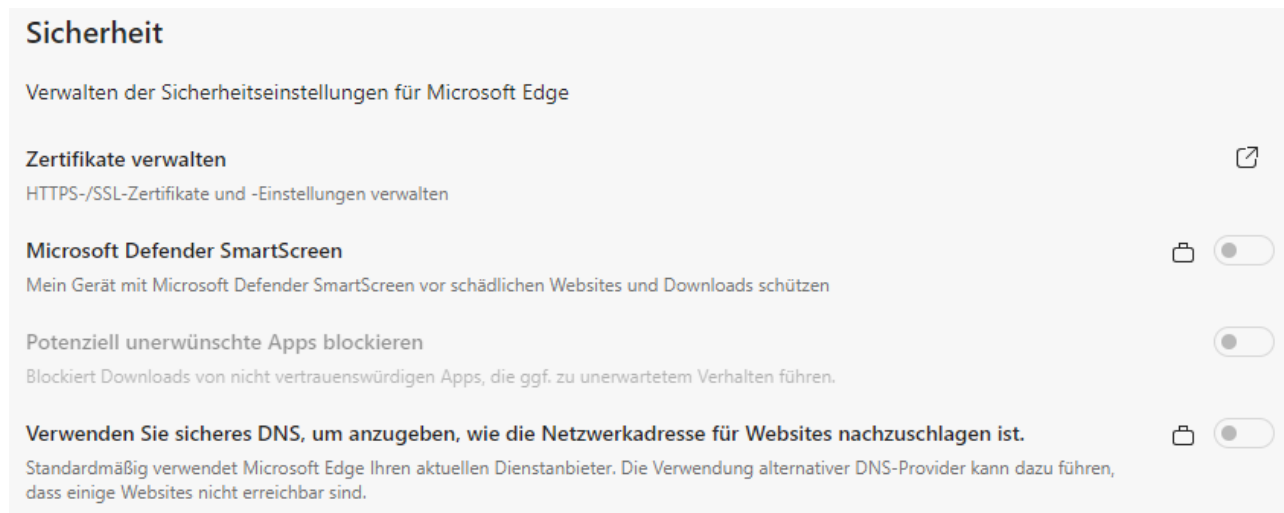 Sicherheit
Verwalten der Sicherheitseinstellungen für Microsoft Edge
Zertifikate verwalten
HTTPS-/SSL-Zertifikate und -Einstellungen verwalten
Microsoft Defender SmartScreen
Mein Gerät mit Microsoft Defender SmartScreen vor schädlichen Websites und Downloads schützen
Potenziell unerwünschte Apps blockieren
Blockiert Downloads von nicht vertrauenswürdigen Apps, die ggf. zu unerwartetem Verhalten führen.
Verwenden Sie sicheres DNS, um anzugeben, wie die Netzwerkadresse für Websites nachzuschlagen ist.
Standardmäßig verwendet Microsoft Edge Ihren aktuellen Dienstanbieter. Die Verwendung alternativer DNS-Provider kann dazu führen,
dass einige Websites nicht erreichbar sind.